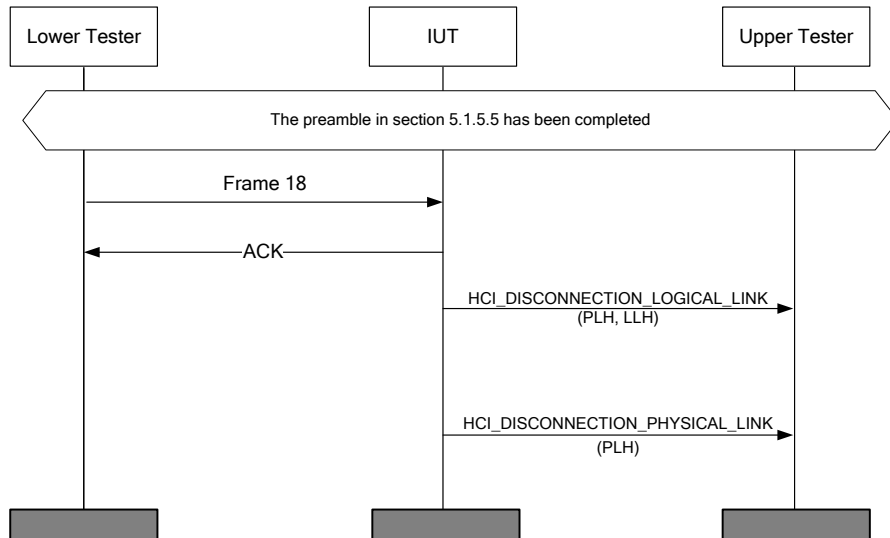 Lower Tester
IUT
Upper Tester
The preamble in section 5.1.5.5 has been completed
Frame 18
ACK
HCI_DISCONNECTION_LOGICAL_LINK
(PLH, LLH)
HCI_DISCONNECTION_PHYSICAL_LINK
(PLH)